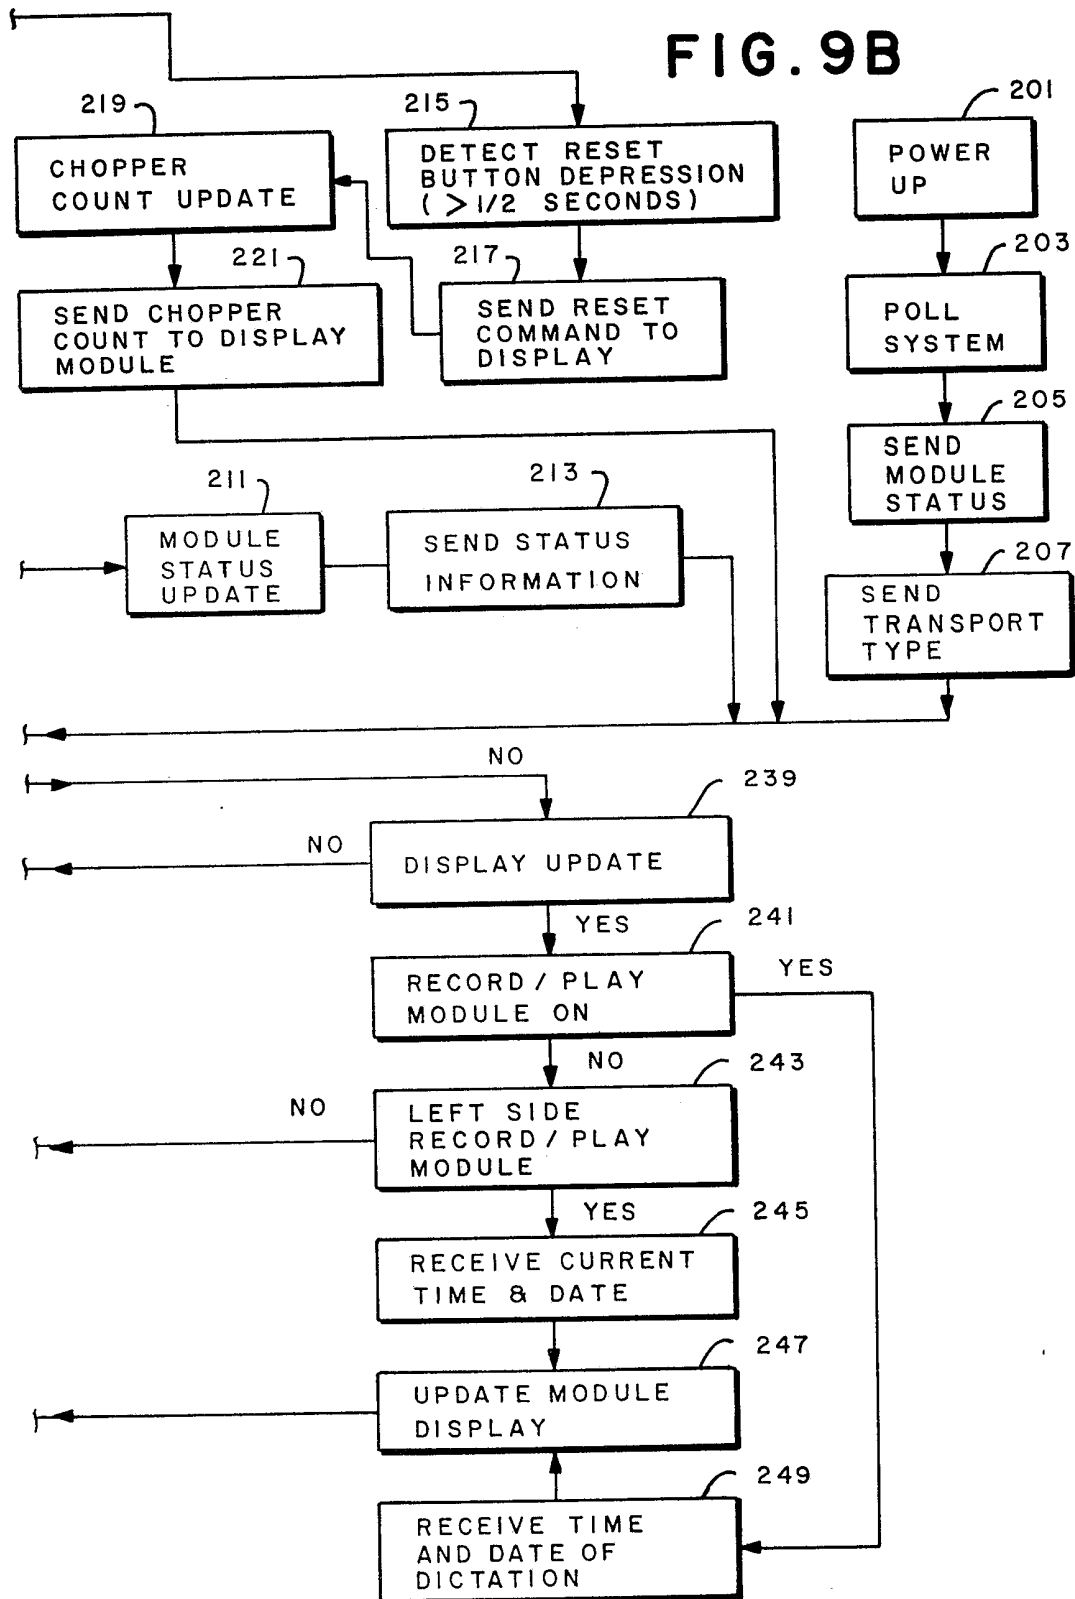 FIG. 9B
219
CHOPPER
COUNT UPDATE
215
DETECT RESET
BUTTON DEPRESSION
( > 1/2 SECONDS)
201
POWER
UP
221
SEND CHOPPER
COUNT TO DISPLAY
MODULE
217
SEND RESET
COMMAND TO
DISPLAY
203
POLL
SYSTEM
205
SEND
MODULE
STATUS
211
MODULE
STATUS
UPDATE
213
SEND STATUS
INFORMATION
207
SEND
TRANSPORT
TYPE
NO
239
NO
DISPLAY UPDATE
YES
241
RECORD / PLAY
MODULE ON
YES
NO
243
NO
LEFT SIDE
RECORD / PLAY
MODULE
YES
245
RECEIVE CURRENT
TIME & DATE
247
UPDATE MODULE
DISPLAY
249
RECEIVE TIME
AND DATE OF
DICTATION